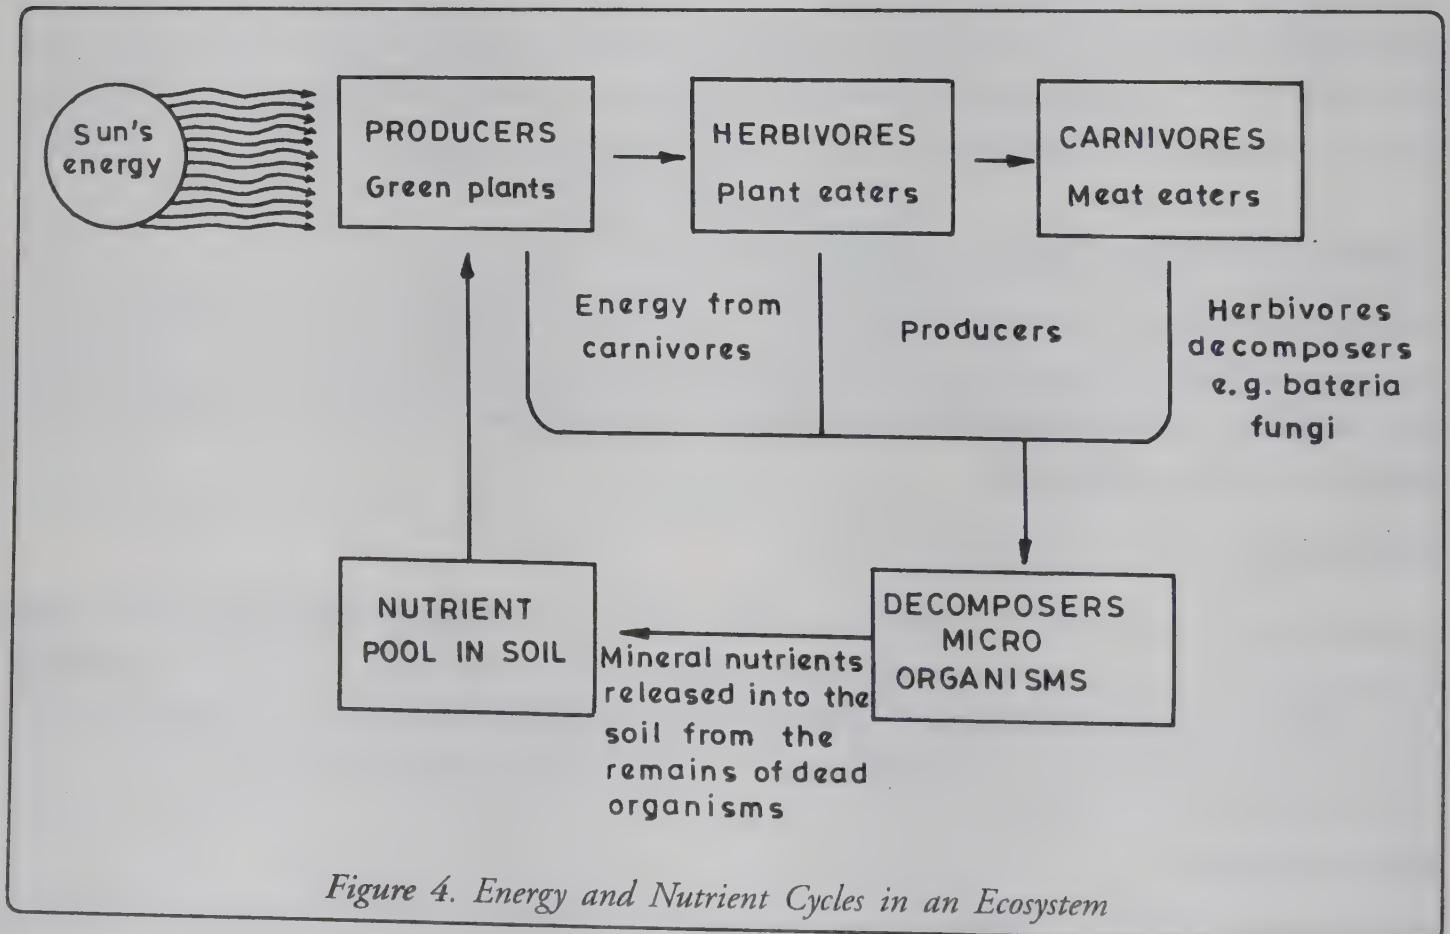 Sun's
energy
PRODUCERS
Green plants
HERBIVORES
Plant eaters
CARNIVORES
Meat eaters
Energy from
carnivores
Producers
Herbivores
decomposers
e.g. bateria
fungi
NUTRIENT
POOL IN SOIL
Mineral nutrients
released into the
soil from the
remains of dead
organisms
DECOMPOSERS
MICRO
ORGANISMS
Figure 4. Energy and Nutrient Cycles in an Ecosystem